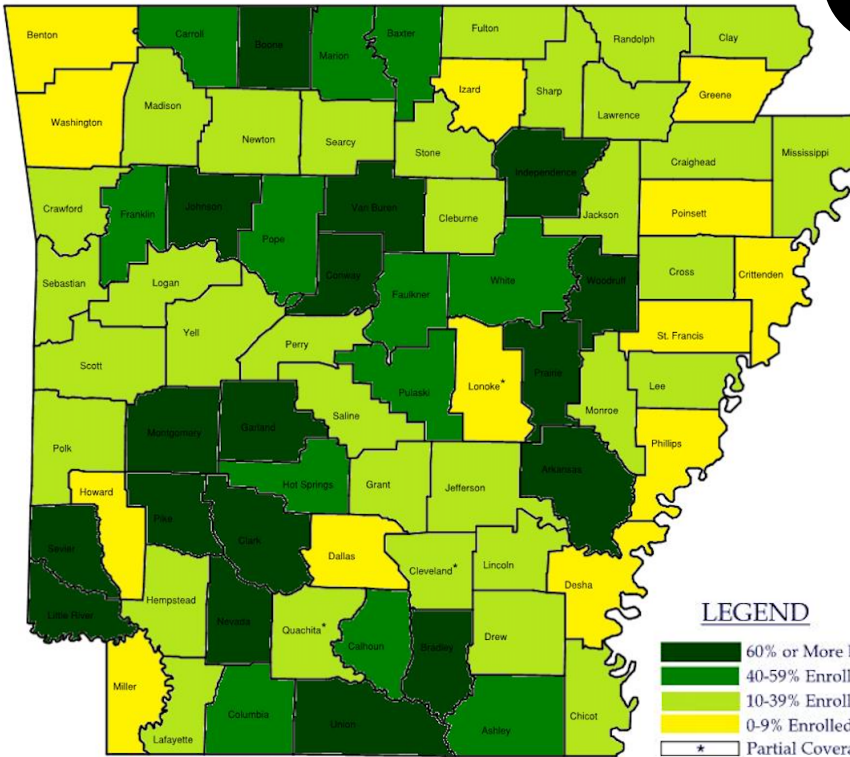 Benton
Carroll
Boone
Marion
Baxter
Fulton
Randolph
Clay
Washington
Madison
Newton
Searcy
Stone
Izard
Sharp
Lawrence
Greene
Craighead
Mississippi
Crawford
Franklin
Johnson
Pope
Van Buren
Cleburne
Independence
Jackson
Poinsett
Sebastian
Logan
Conway
Faulkner
White
Woodruff
Cross
Crittenden
Scott
Yell
Perry
Pulaski
Lonoke*
Prairie
St. Francis
Lee
Monroe
Polk
Montgomery
Garland
Saline
Phillips
Howard
Pike
Hot Springs
Grant
Jefferson
Arkansas
Sevier
Clark
Dallas
Cleveland*
Lincoln
Desha
Little River
Hempstead
Nevada
Quachita*
Calhoun
Bradley
Drew
Miller
Lafayette
Columbia
Union
Ashley
Chicot
LEGEND
60% or More
40-59% Enroll
10-39% Enroll
0-9% Enrolled
* Partial Covera